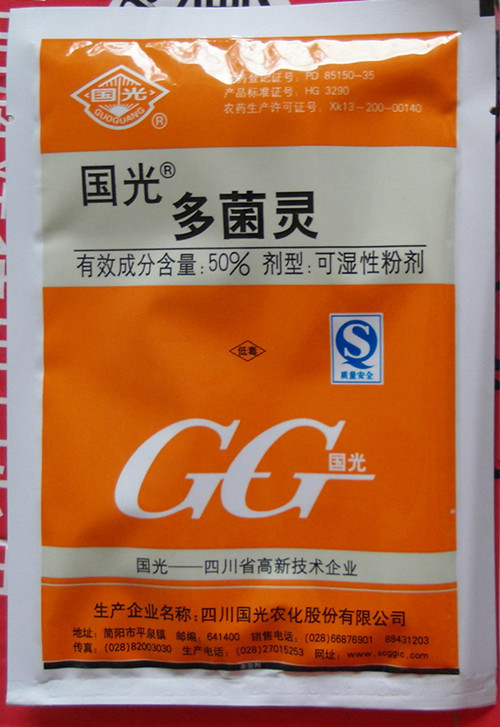 国光
GUOGUANG
®
农药登记证号：PD 85150-35
产品标准证号：HG 3290
农药生产许可证号：Xk13-200-00140
国光®
多菌灵
有效成分含量：50% 剂型：可湿性粉剂
低毒
质量安全
GG国光
国光——四川省高新技术企业
生产企业名称：四川国光农化股份有限公司
地址：简阳市平泉镇 邮编：641400 销售电话：(028)66876901 88431203
传真：(028)82003030 生产电话：(028)27015253 网址：www.scggic.com